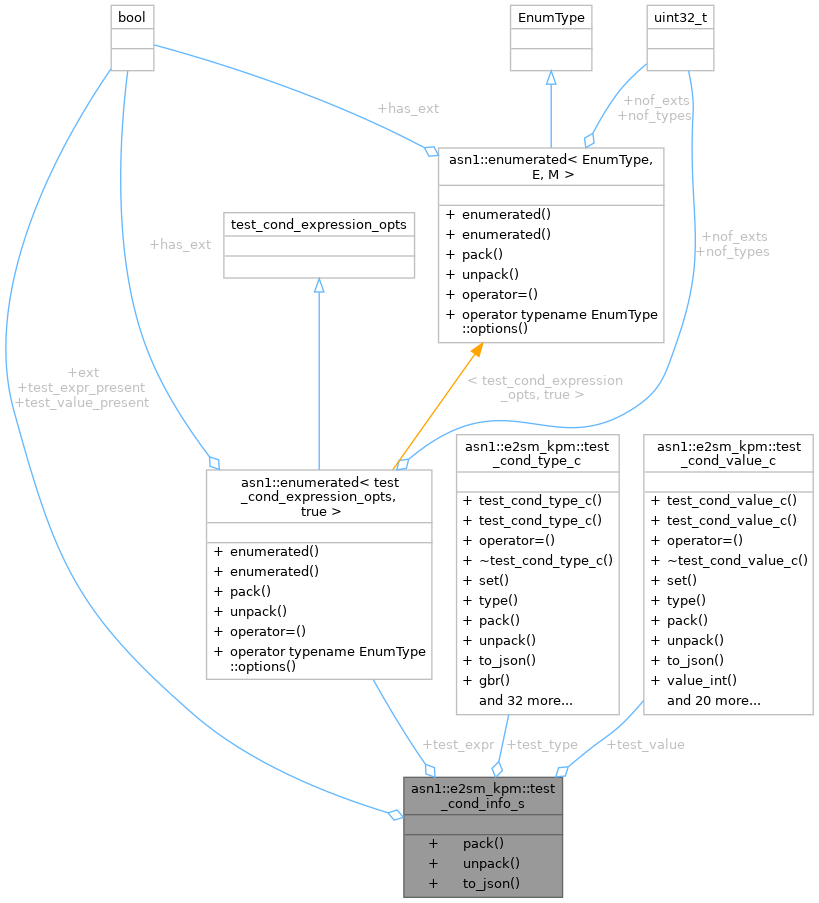 bool
EnumType
uint32_t
+has_ext
+nof_exts
+nof_types
asn1::enumerated< EnumType,
E, M >
+ enumerated()
+ enumerated()
+ pack()
+ unpack()
+ operator=()
+ operator typename EnumType
::options()
test_cond_expression_opts
+has_ext
+nof_exts
+nof_types
+ext
+test_expr_present
+test_value_present
< test_cond_expression
_opts, true >
asn1::enumerated< test
_cond_expression_opts,
true >
+ enumerated()
+ enumerated()
+ pack()
+ unpack()
+ operator=()
+ operator typename EnumType
::options()
asn1::e2sm_kpm::test
_cond_type_c
+ test_cond_type_c()
+ test_cond_type_c()
+ operator=()
+ ~test_cond_type_c()
+ set()
+ type()
+ pack()
+ unpack()
+ to_json()
+ gbr()
and 32 more...
asn1::e2sm_kpm::test
_cond_value_c
+ test_cond_value_c()
+ test_cond_value_c()
+ operator=()
+ ~test_cond_value_c()
+ set()
+ type()
+ pack()
+ unpack()
+ to_json()
+ value_int()
and 20 more...
+test_expr
+test_type
+test_value
asn1::e2sm_kpm::test
_cond_info_s
+ pack()
+ unpack()
+ to_json()